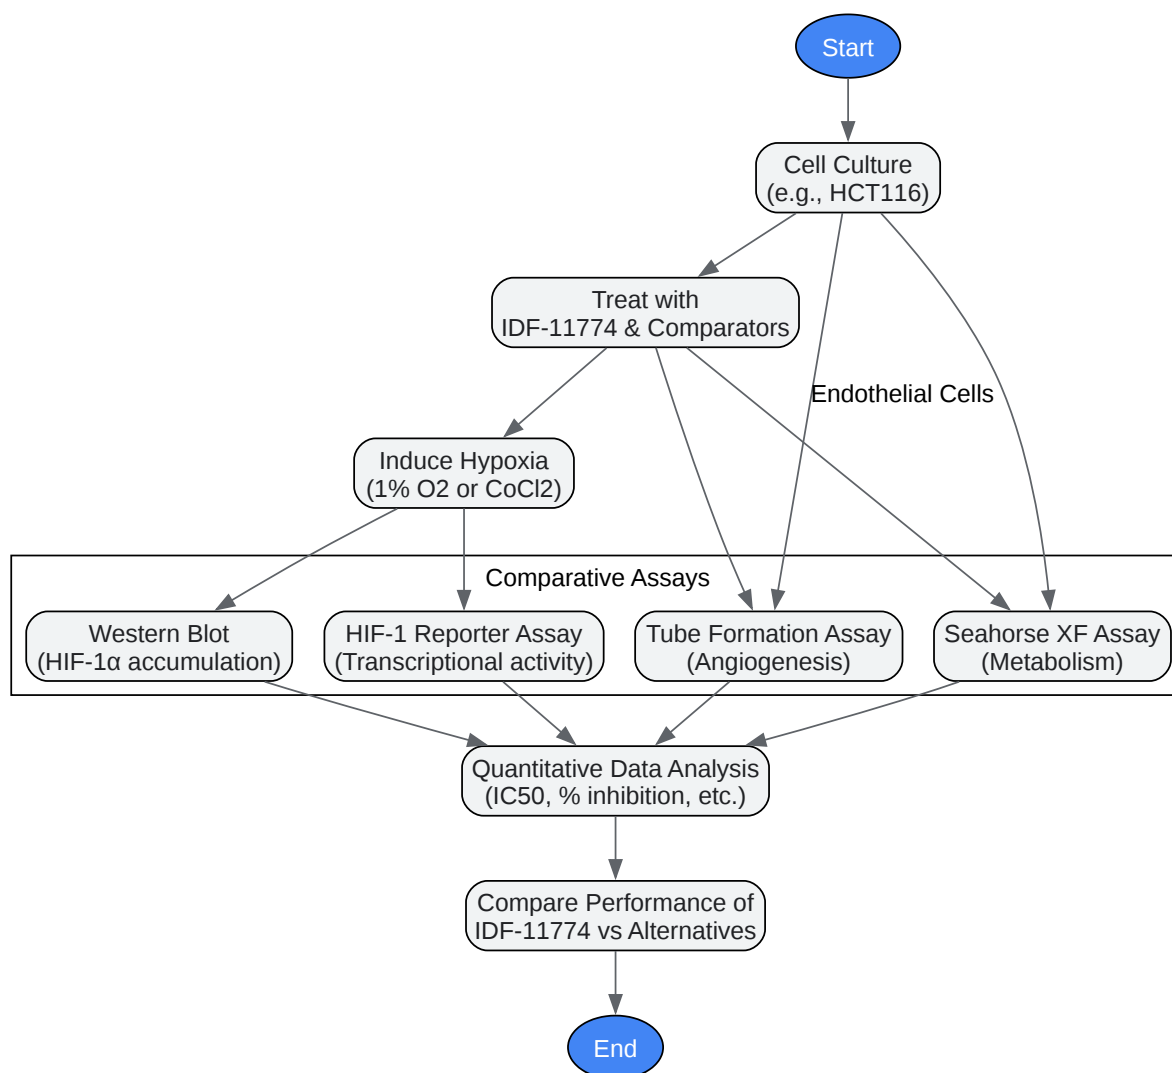 Start
Cell Culture
(e.g., HCT116)
Treat with
IDF-11774 & Comparators
Endothelial Cells
Induce Hypoxia
(1% O2 or CoCl2)
Comparative Assays
Western Blot
(HIF-1α accumulation)
HIF-1 Reporter Assay
(Transcriptional activity)
Tube Formation Assay
(Angiogenesis)
Seahorse XF Assay
(Metabolism)
Quantitative Data Analysis
(IC50, % inhibition, etc.)
Compare Performance of
IDF-11774 vs Alternatives
End